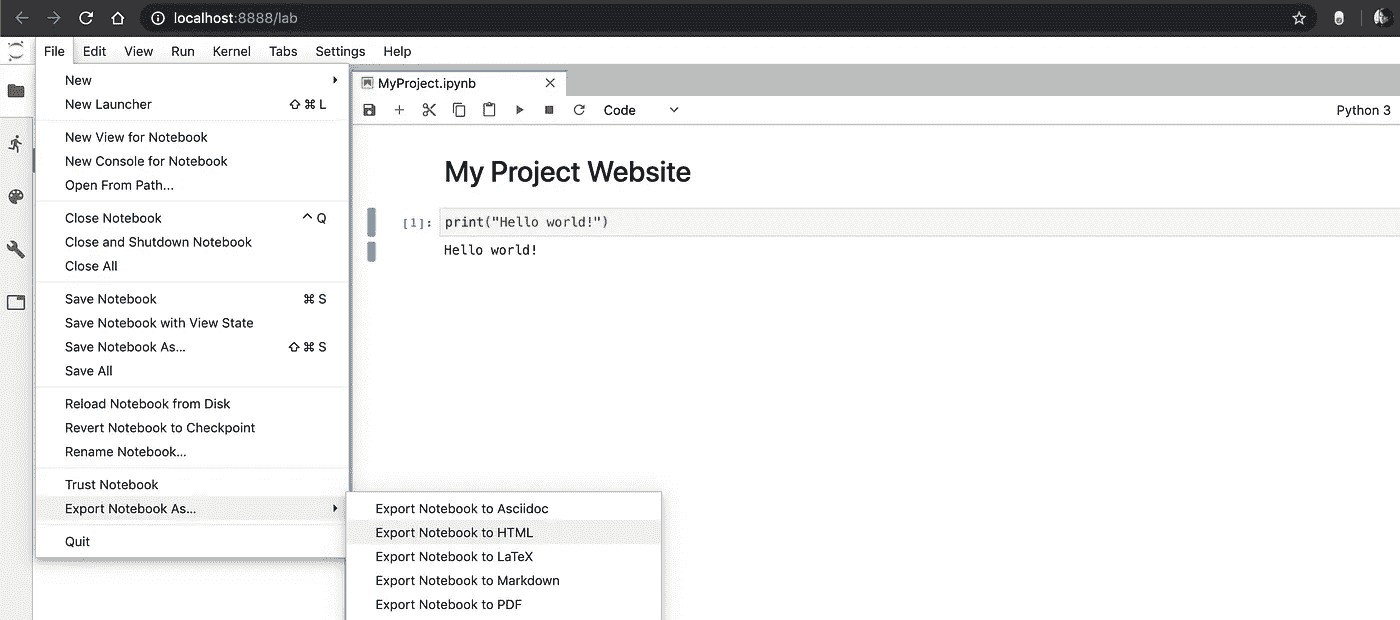 localhost:8888/lab
File Edit View Run Kernel Tabs Settings Help
New
New Launcher ⇧ ⌘ L
New View for Notebook
New Console for Notebook
Open From Path...
Close Notebook ^ Q
Close and Shutdown Notebook
Close All
Save Notebook ⌘ S
Save Notebook with View State
Save Notebook As... ⇧ ⌘ S
Save All
Reload Notebook from Disk
Revert Notebook to Checkpoint
Rename Notebook...
Trust Notebook
Export Notebook As...
Quit
Export Notebook to Asciidoc
Export Notebook to HTML
Export Notebook to LaTeX
Export Notebook to Markdown
Export Notebook to PDF
MyProject.ipynb
Code
Python 3
My Project Website
[1]: print("Hello world!")
Hello world!